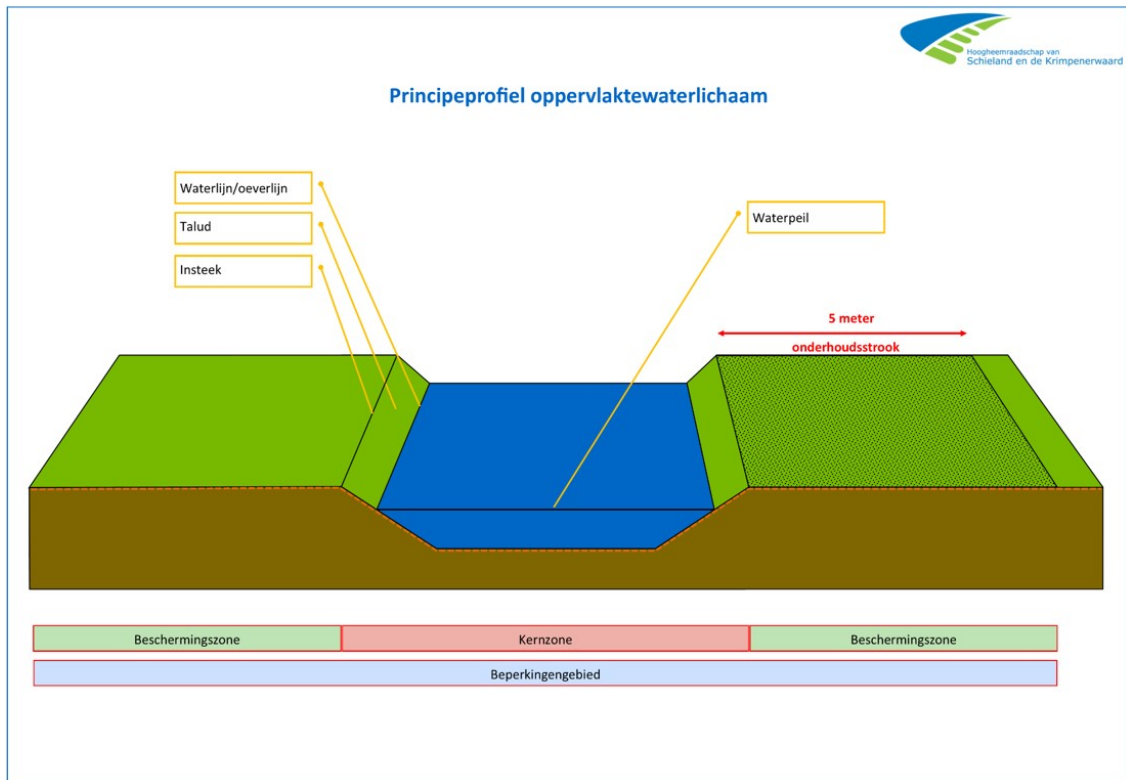 Hoogheemraadschap van
Schieland en de Krimpenerwaard
Principeprofiel oppervlaktewaterlichaam
Waterlijn/oeverlijn
Talud
Insteek
Waterpeil
5 meter
onderhoudsstrook
Beschermingszone
Kernzone
Beschermingszone
Beperkingengebied